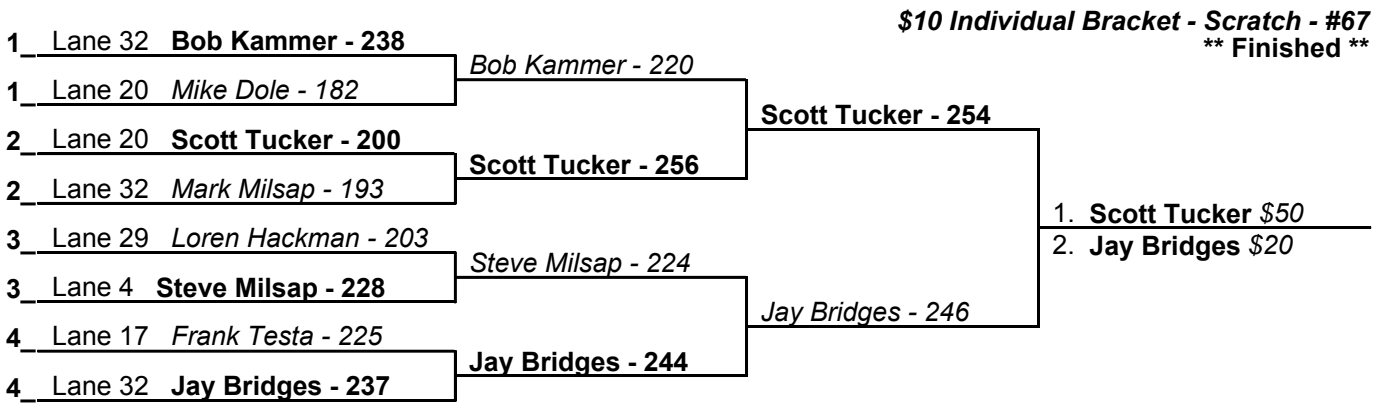 $10 Individual Bracket - Scratch - #67
** Finished **
1_ Lane 32 Bob Kammer - 238
1_ Lane 20 Mike Dole - 182
2_ Lane 20 Scott Tucker - 200
2_ Lane 32 Mark Milsap - 193
3_ Lane 29 Loren Hackman - 203
3_ Lane 4 Steve Milsap - 228
4_ Lane 17 Frank Testa - 225
4_ Lane 32 Jay Bridges - 237
Bob Kammer - 220
Scott Tucker - 256
Steve Milsap - 224
Jay Bridges - 244
Scott Tucker - 254
Jay Bridges - 246
1. Scott Tucker $50
2. Jay Bridges $20